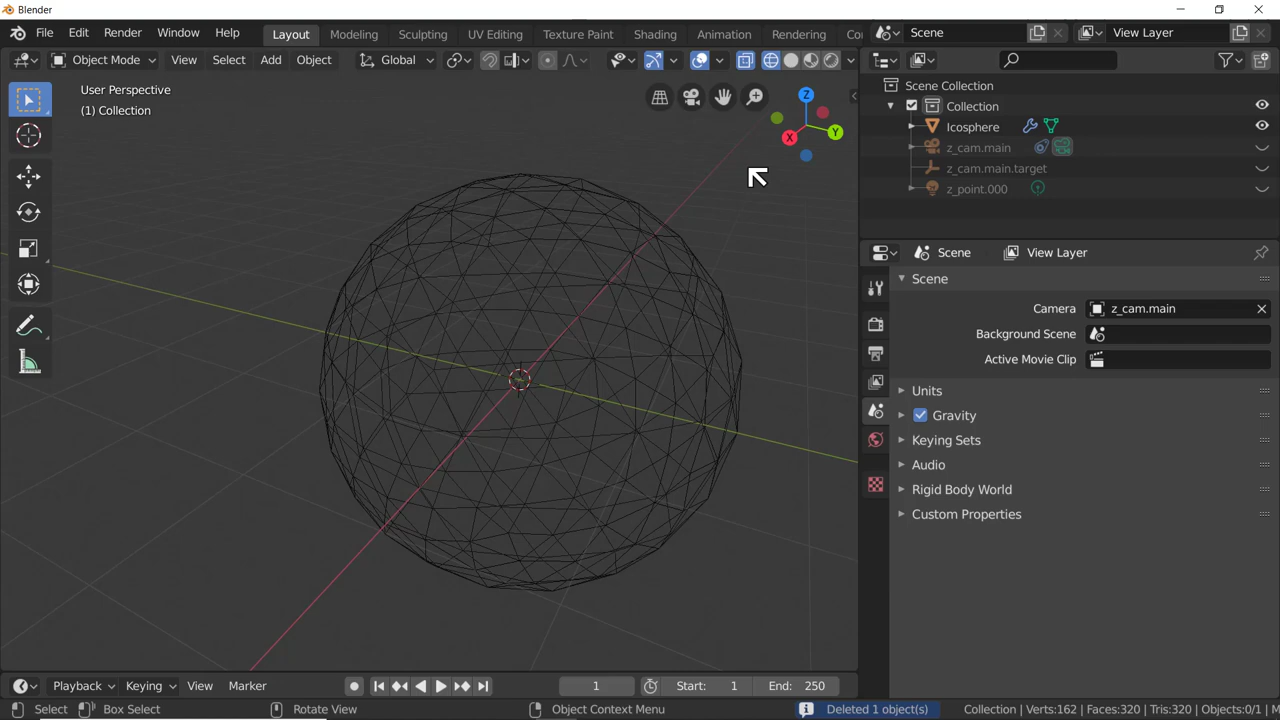 Blender
File Edit Render Window Help Layout Modeling Sculpting UV Editing Texture Paint Shading Animation Rendering Co
Scene View Layer
Object Mode View Select Add Object Global
User Perspective
(1) Collection
Z
X
Y
Scene Collection
Collection
Icosphere
z_cam.main
z_cam.main.target
z_point.000
Scene View Layer
Scene
Camera z_cam.main
Background Scene
Active Movie Clip
Units
Gravity
Keying Sets
Audio
Rigid Body World
Custom Properties
Playback Keying View Marker 1 Start: 1 End: 250
Select Box Select Rotate View Object Context Menu Deleted 1 object(s) Collection | Verts:162 | Faces:320 | Tris:320 | Objects:0/1 | M